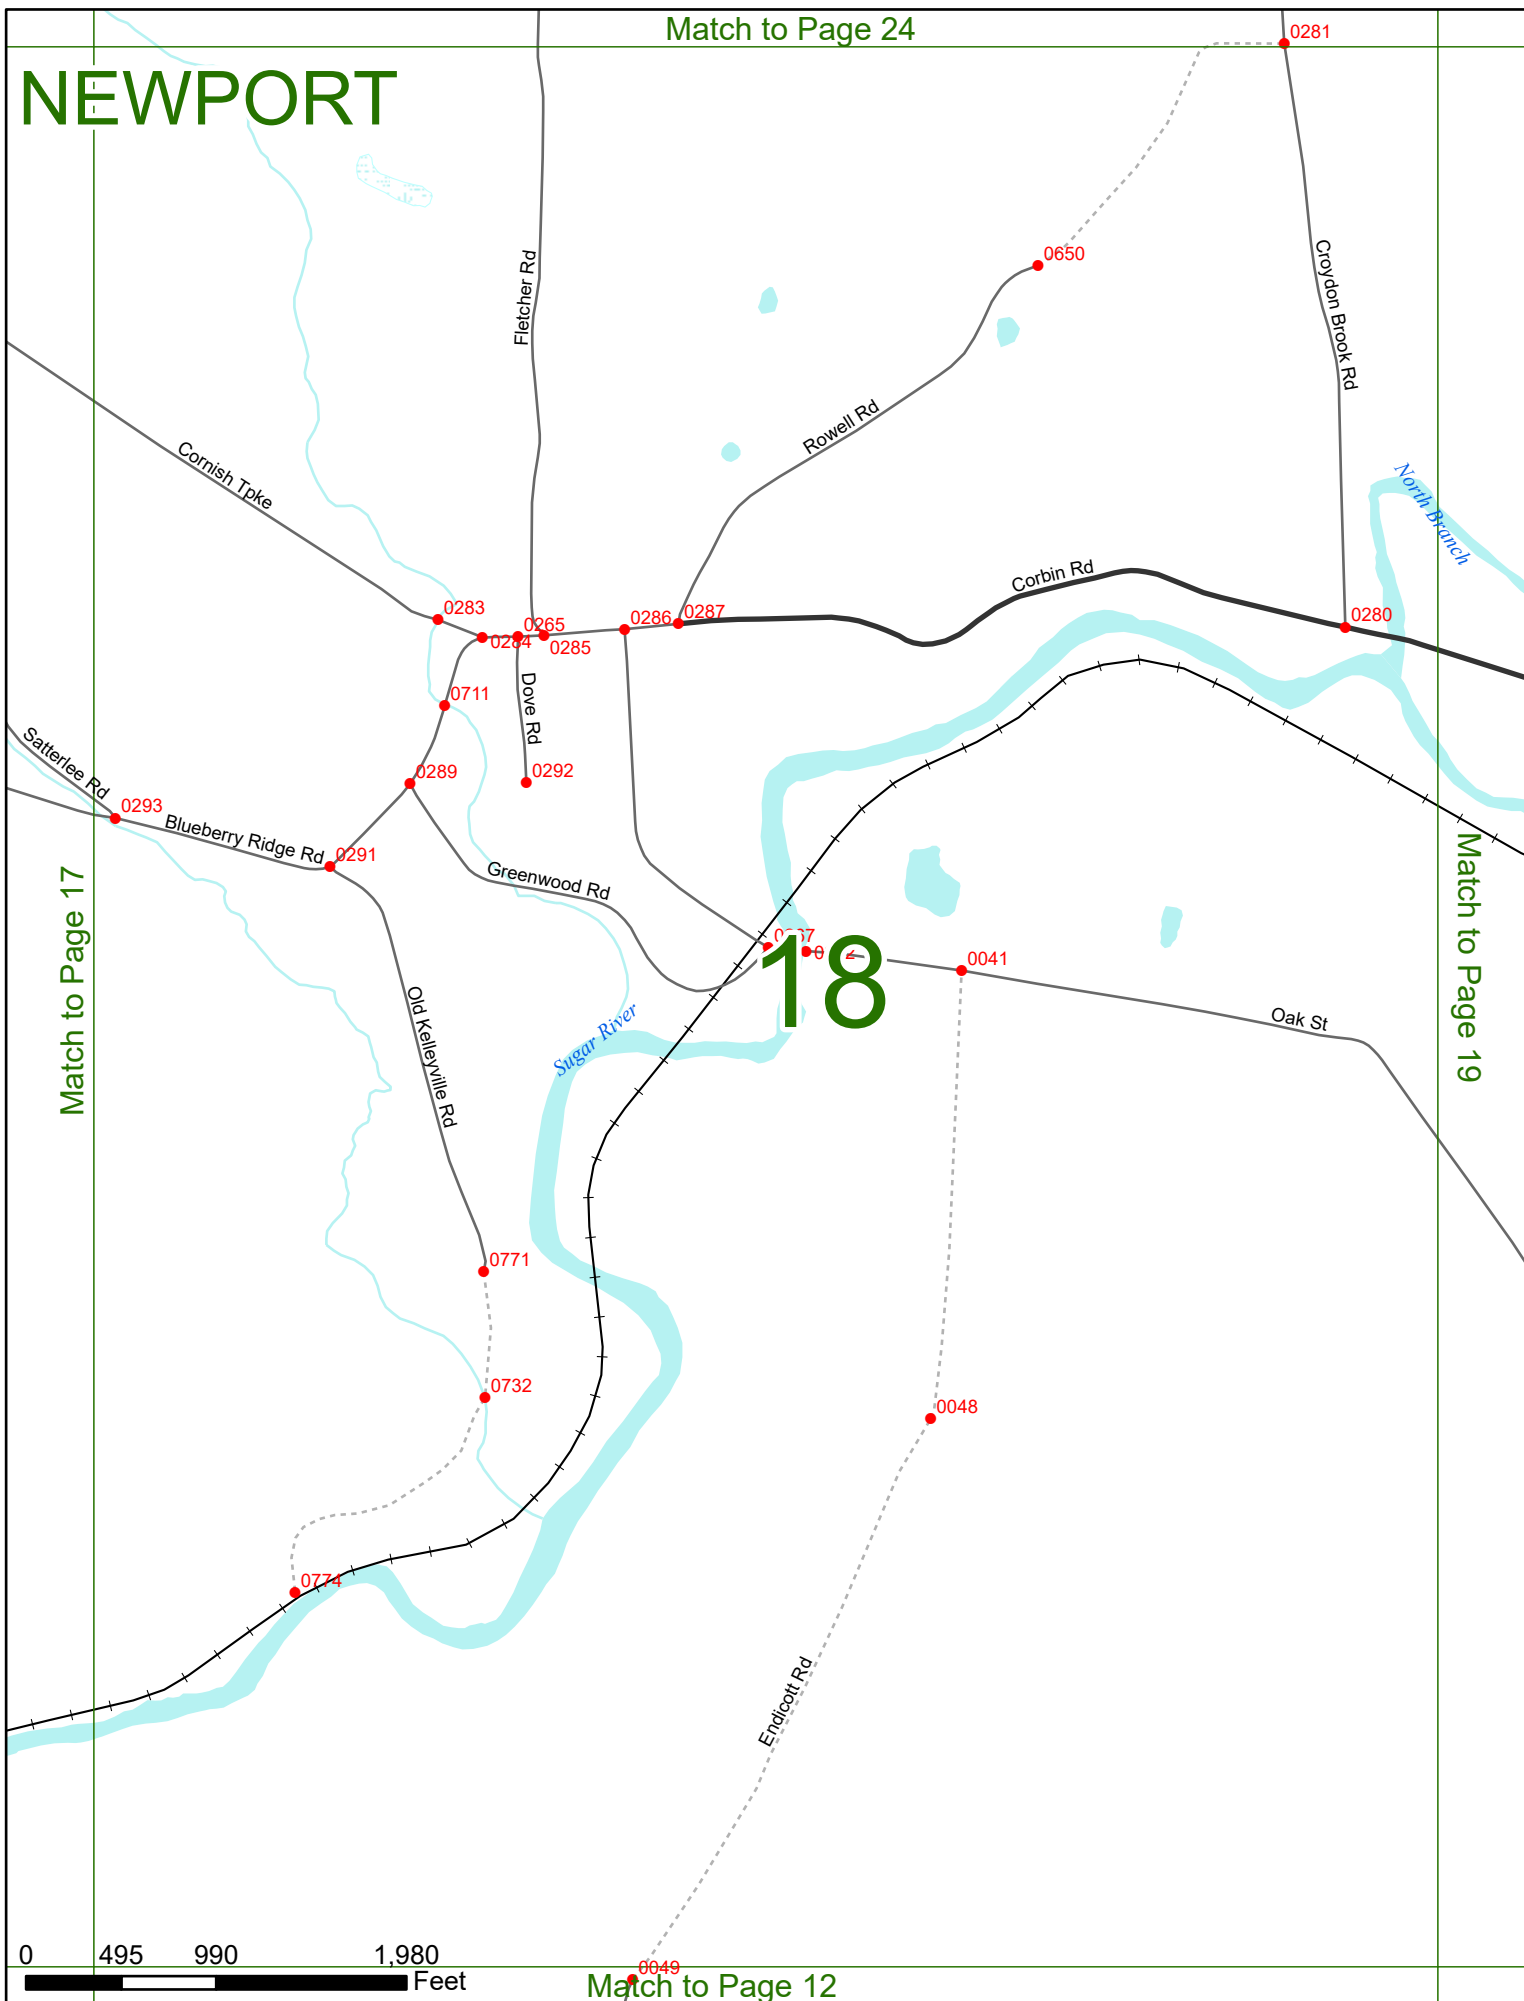 Match to Page 24
0281
NEWPORT
0650
Fletcher Rd
Croydon Brook Rd
Rowell Rd
Cornish Tpke
North Branch
Corbin Rd
0283
0284
0265
0285
0286
0287
0280
0711
Dove Rd
Satterlee Rd
0289
0292
0293
Blueberry Ridge Rd
0291
Greenwood Rd
Match to Page 17
Match to Page 19
18
0041
Old Kelleyville Rd
Sugar River
Oak St
0771
0732
0048
0774
Endicott Rd
0049
0 495 990 1,980
Feet
Match to Page 12